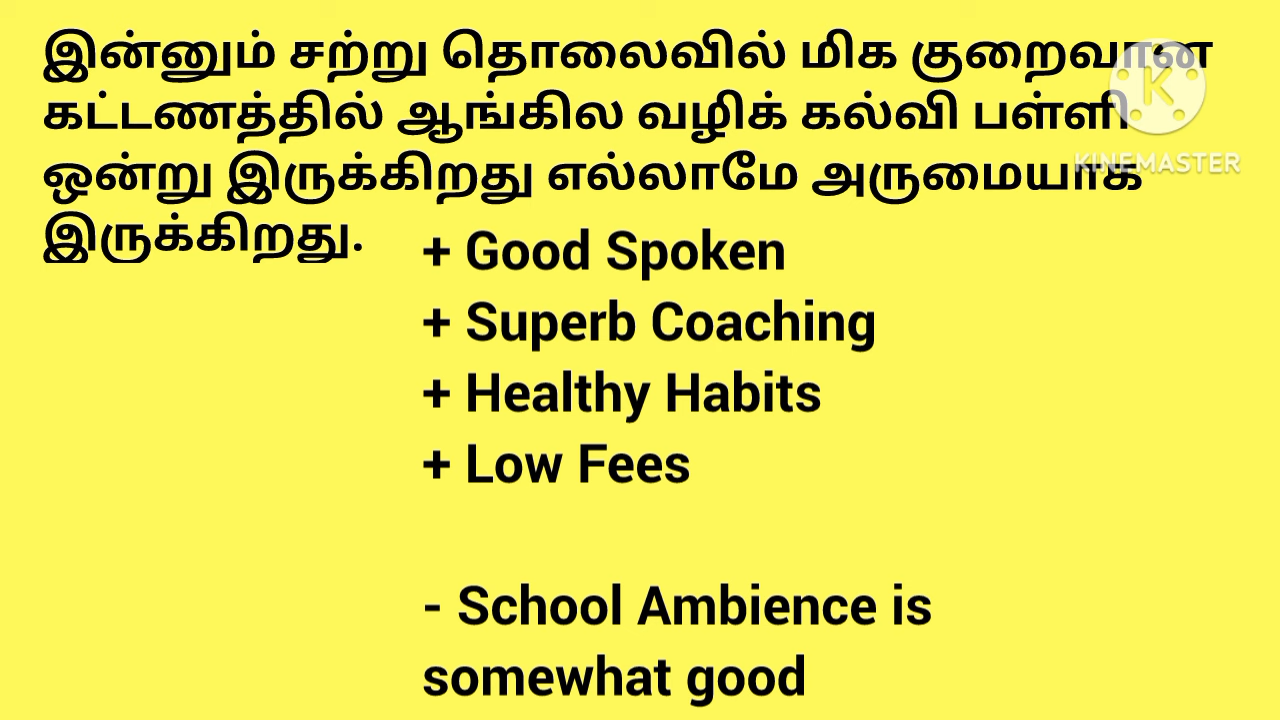 இன்னும் சற்று தொலைவில் மிக குறைவான
கட்டணத்தில் ஆங்கில வழிக் கல்வி பள்ளி
ஒன்று இருக்கிறது எல்லாமே அருமையாக
இருக்கிறது.
K
KINEMASTER
+ Good Spoken
+ Superb Coaching
+ Healthy Habits
+ Low Fees
- School Ambience is
somewhat good